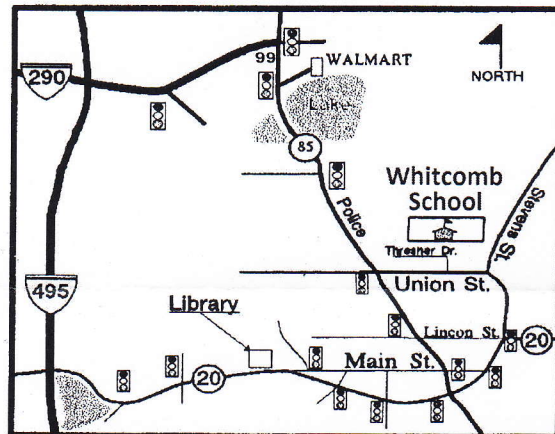 99
WALMART
290
NORTH
Lake
85
Police
Whitcomb
School
Stevens St.
Thresher Dr.
495
Union St.
Library
Lincon St.
20
Main St.
20